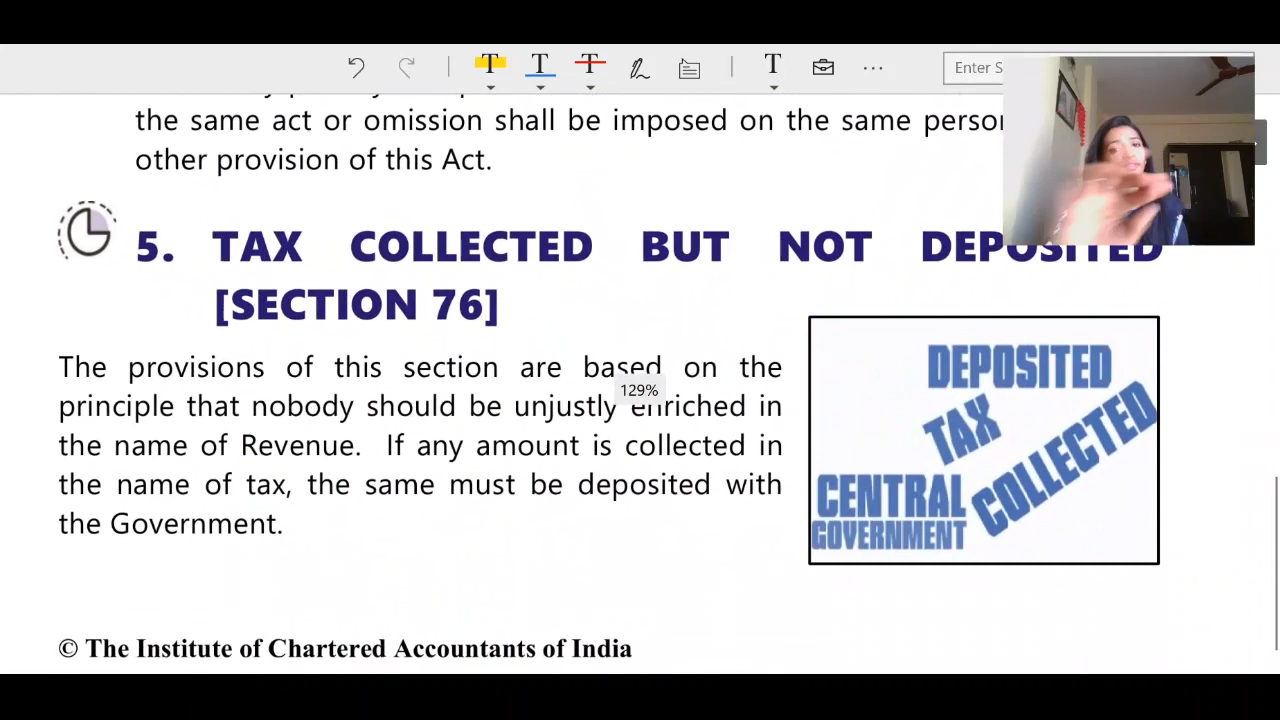 Enter S
the same act or omission shall be imposed on the same person
other provision of this Act.
5. TAX COLLECTED BUT NOT DEPOSITED
[SECTION 76]
The provisions of this section are based on the
129%
principle that nobody should be unjustly enriched in
the name of Revenue. If any amount is collected in
the name of tax, the same must be deposited with
the Government.
DEPOSITED
TAX
COLLECTED
CENTRAL
GOVERNMENT
© The Institute of Chartered Accountants of India